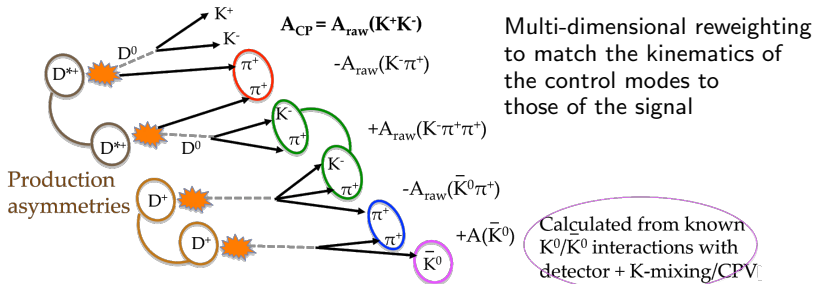 K⁺
K⁻
D⁰
D*⁺
π⁺
π⁺
D*⁺
D⁰
K⁻
π⁺
K⁻
π⁺
Production
asymmetries
D⁺
D⁺
π⁺
π⁺
K̄⁰
A_CP = A_raw(K⁺K⁻)
-A_raw(K⁻π⁺)
+A_raw(K⁻π⁺π⁺)
-A_raw(K̄⁰π⁺)
+A(K̄⁰)
Multi-dimensional reweighting
to match the kinematics of
the control modes to
those of the signal
Calculated from known
K⁰/K̄⁰ interactions with
detector + K-mixing/CPV